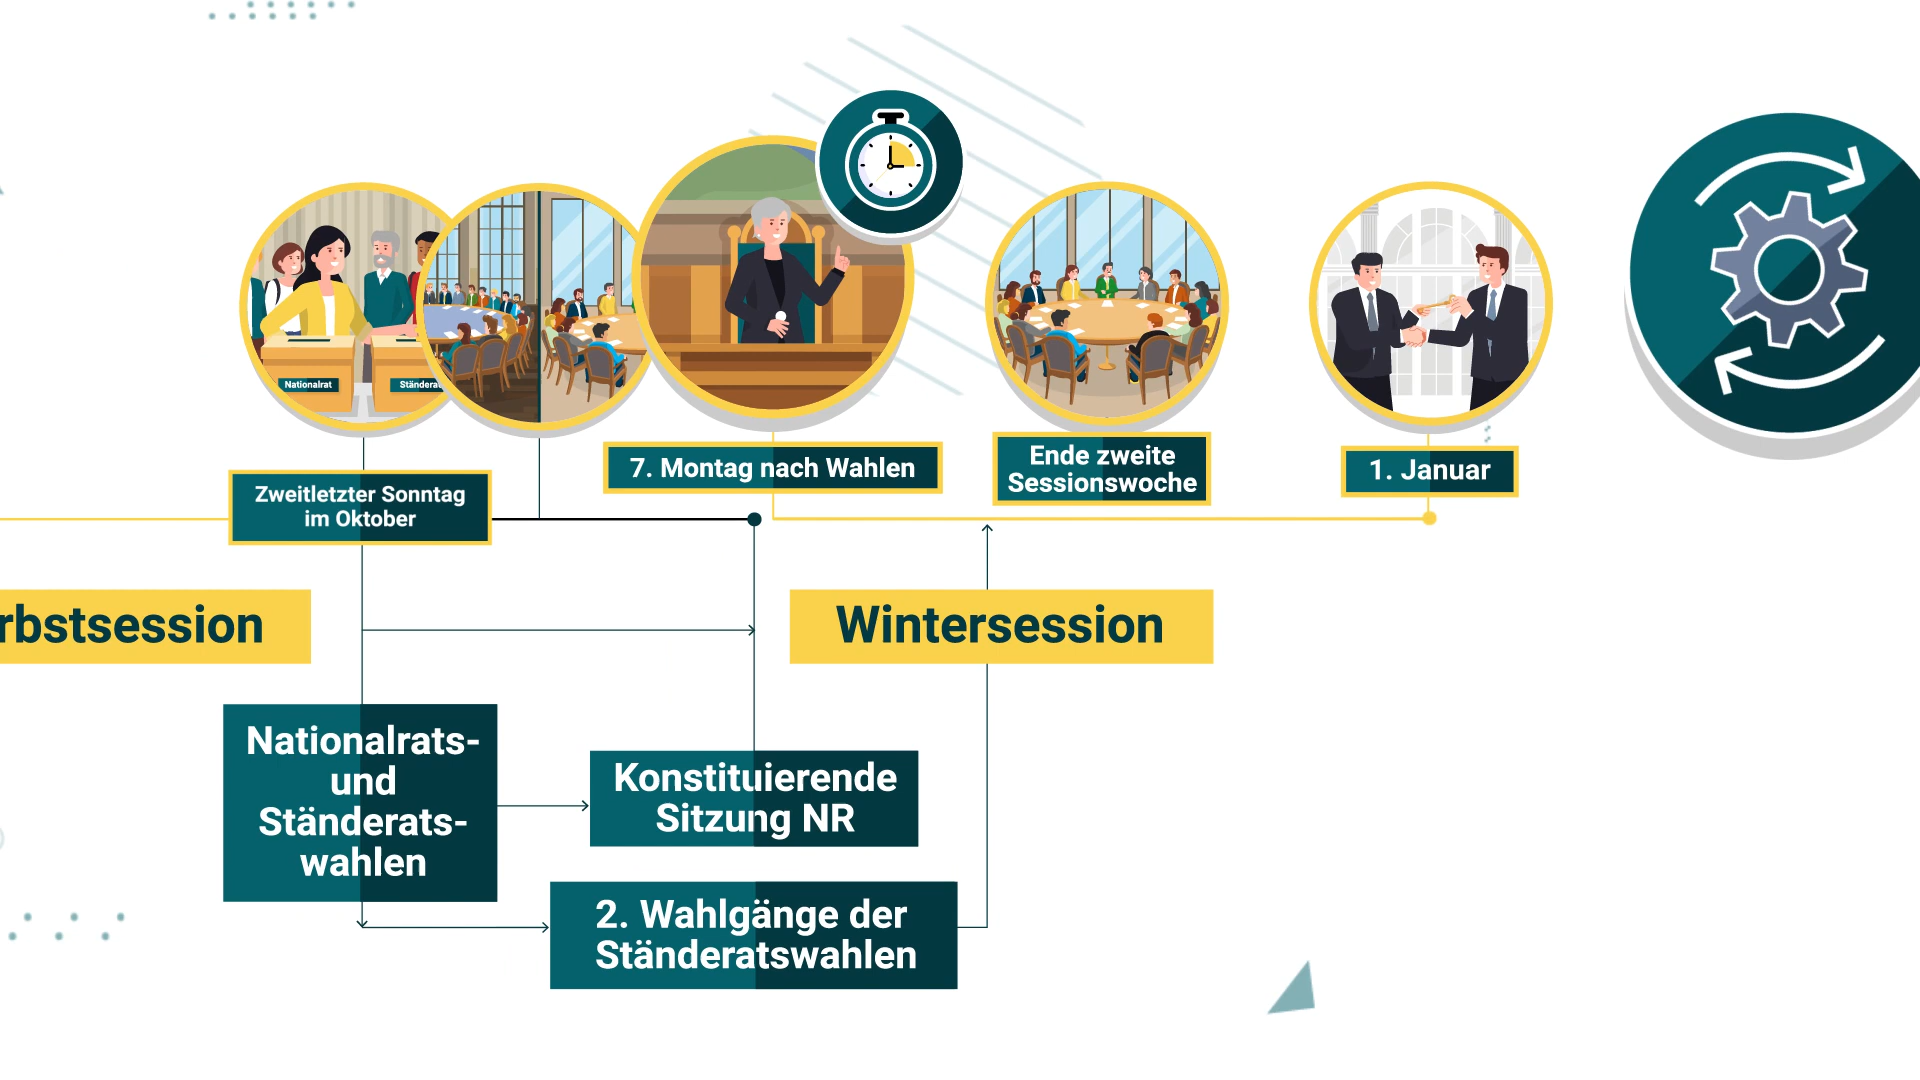 Nationalrat
Ständerat
7. Montag nach Wahlen
Ende zweite
Sessionswoche
1. Januar
Zweitletzter Sonntag
im Oktober
rbstsession
Wintersession
Nationalrats-
und
Ständerats-
wahlen
Konstituierende
Sitzung NR
2. Wahlgänge der
Ständeratswahlen